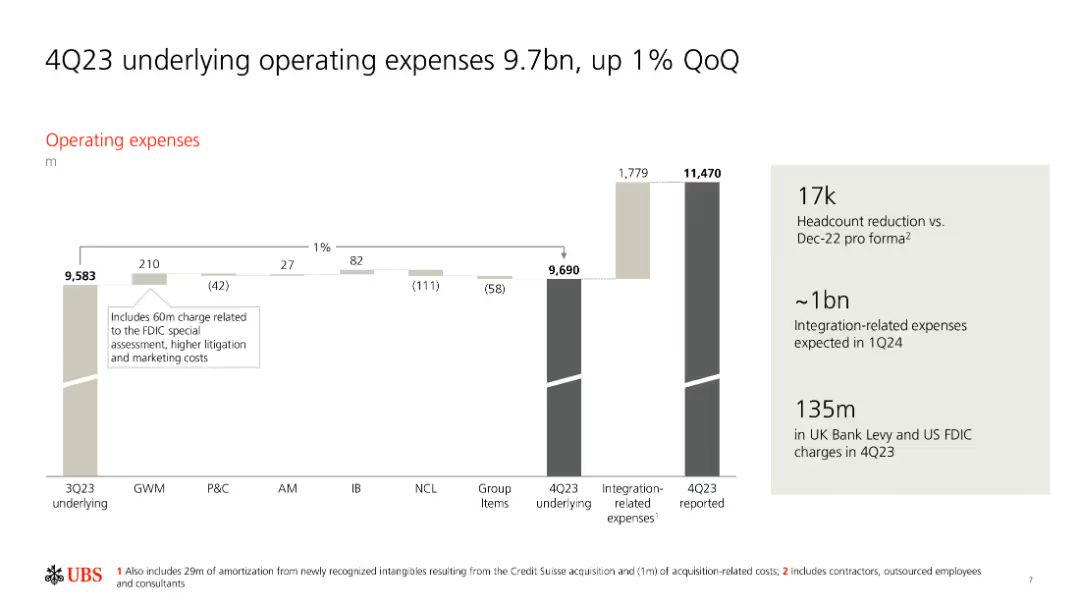 4Q23 underlying operating expenses 9.7bn, up 1% QoQ
Operating expenses
m
9,583
210
(42)
27
82
(111)
(58)
1%
9,690
1,779
11,470
Includes 60m charge related
to the FDIC special
assessment, higher litigation
and marketing costs
3Q23
underlying
GWM
P&C
AM
IB
NCL
Group
Items
4Q23
underlying
Integration-
related
expenses1
4Q23
reported
17k
Headcount reduction vs.
Dec-22 pro forma2
~1bn
Integration-related expenses
expected in 1Q24
135m
in UK Bank Levy and US FDIC
charges in 4Q23
UBS
1 Also includes 29m of amortization from newly recognized intangibles resulting from the Credit Suisse acquisition and (1m) of acquisition-related costs; 2 includes contractors, outsourced employees
and consultants
7